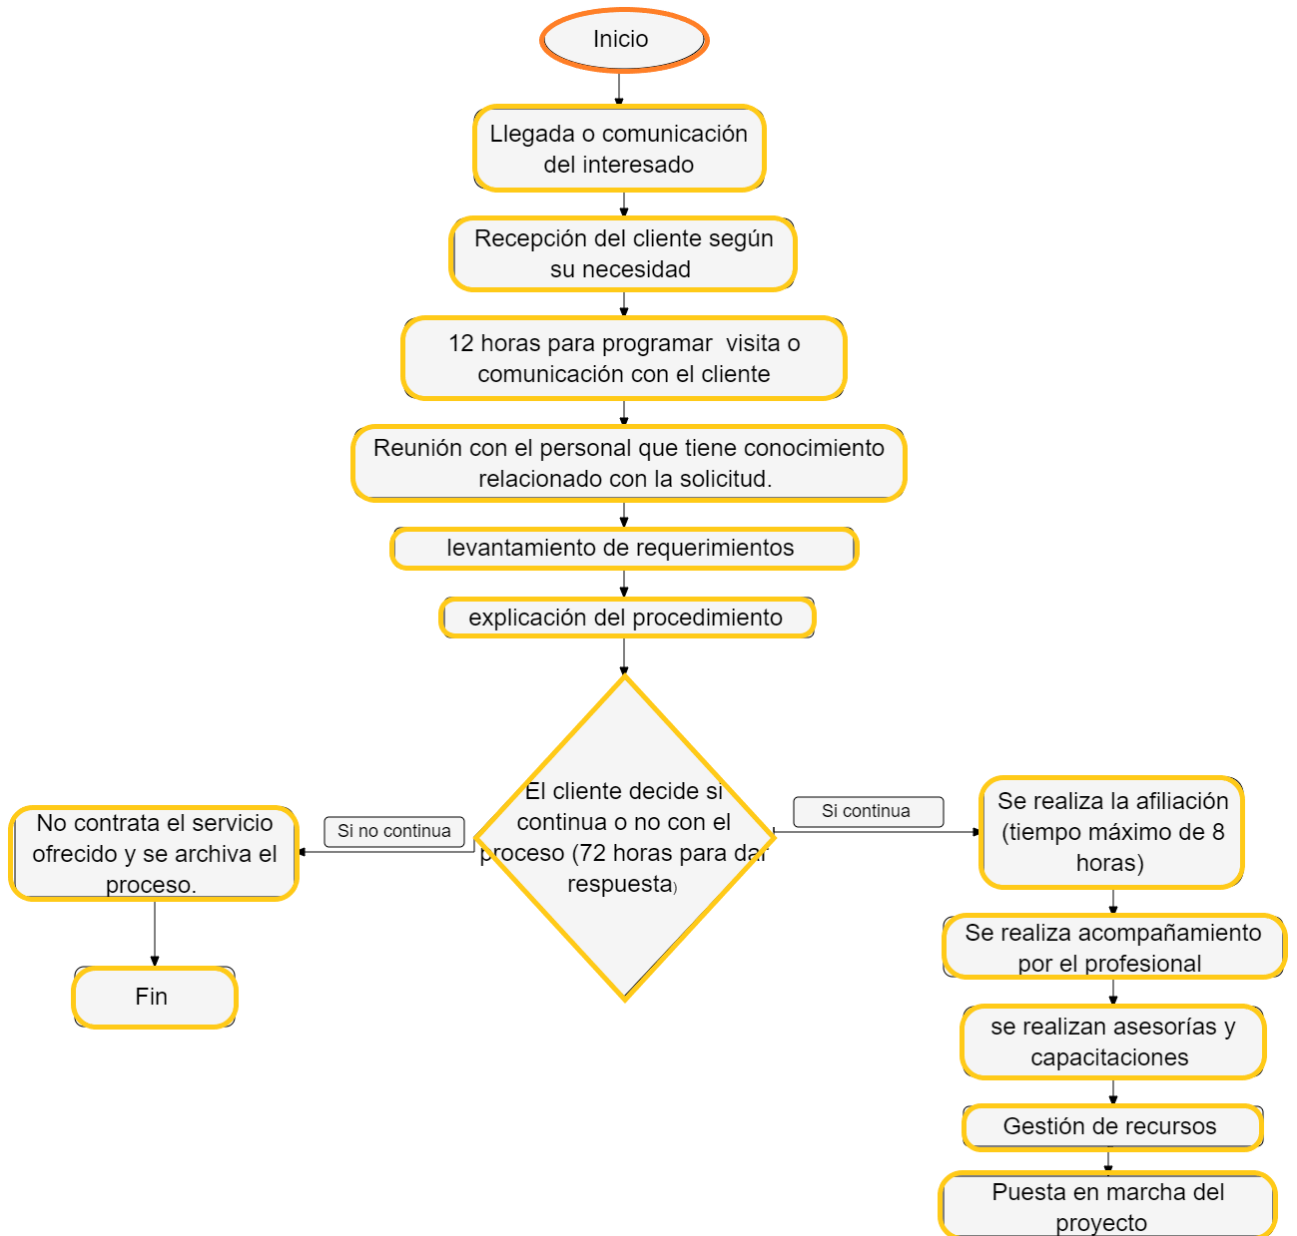 Inicio
Llegada o comunicación
del interesado
Recepción del cliente según
su necesidad
12 horas para programar  visita o
comunicación con el cliente
Reunión con el personal que tiene conocimiento
relacionado con la solicitud.
levantamiento de requerimientos
explicación del procedimiento
El cliente decide si
continua o no con el
proceso (72 horas para dar
respuesta)
Si no continua
No contrata el servicio
ofrecido y se archiva el
proceso.
Fin
Si continua
Se realiza la afiliación
(tiempo máximo de 8
horas)
Se realiza acompañamiento
por el profesional
se realizan asesorías y
capacitaciones
Gestión de recursos
Puesta en marcha del
proyecto